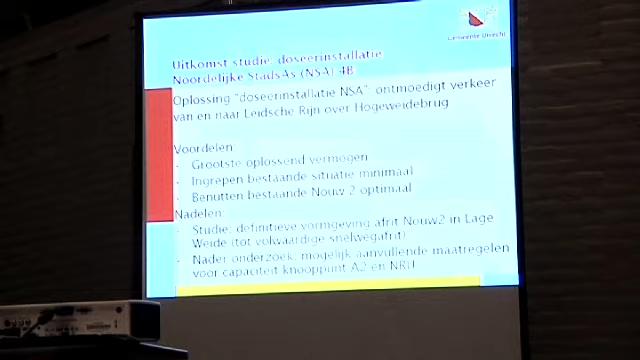 Gemeente Utrecht
Uitkomst studie: doseerinstallatie
Noordelijke StadsAs (NSA) 4B
Oplossing "doseerinstallatie NSA": ontmoedigt verkeer
van en naar Leidsche Rijn over Hogeweidebrug
Voordelen:
- Grootste oplossend vermogen
- Ingrepen bestaande situatie minimaal
- Benutten bestaande Nouw 2 optimaal
Nadelen:
- Studie: definitieve vormgeving afrit Nouw2 in Lage
Weide (tot volwaardige snelwegafrit)
- Nader onderzoek: mogelijk aanvullende maatregelen
voor capaciteit knooppunt A2 en NRU